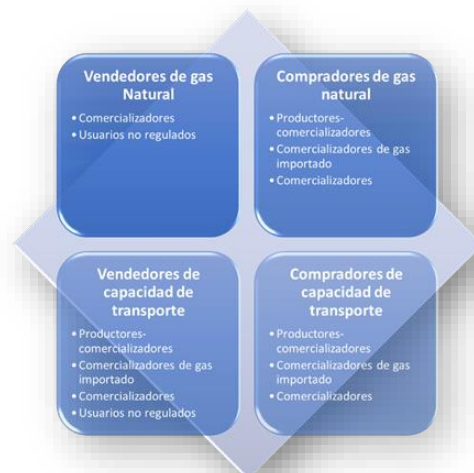 Vendedores de gas
Natural
• Comercializadores
• Usuarios no regulados
Compradores de gas
natural
• Productores-
comercializadores
• Comercializadores de gas
importado
• Comercializadores
Vendedores de
capacidad de
transporte
• Productores-
comercializadores
• Comercializadores de gas
importado
• Comercializadores
• Usuarios no regulados
Compradores de
capacidad de
transporte
• Productores-
comercializadores
• Comercializadores de gas
importado
• Comercializadores